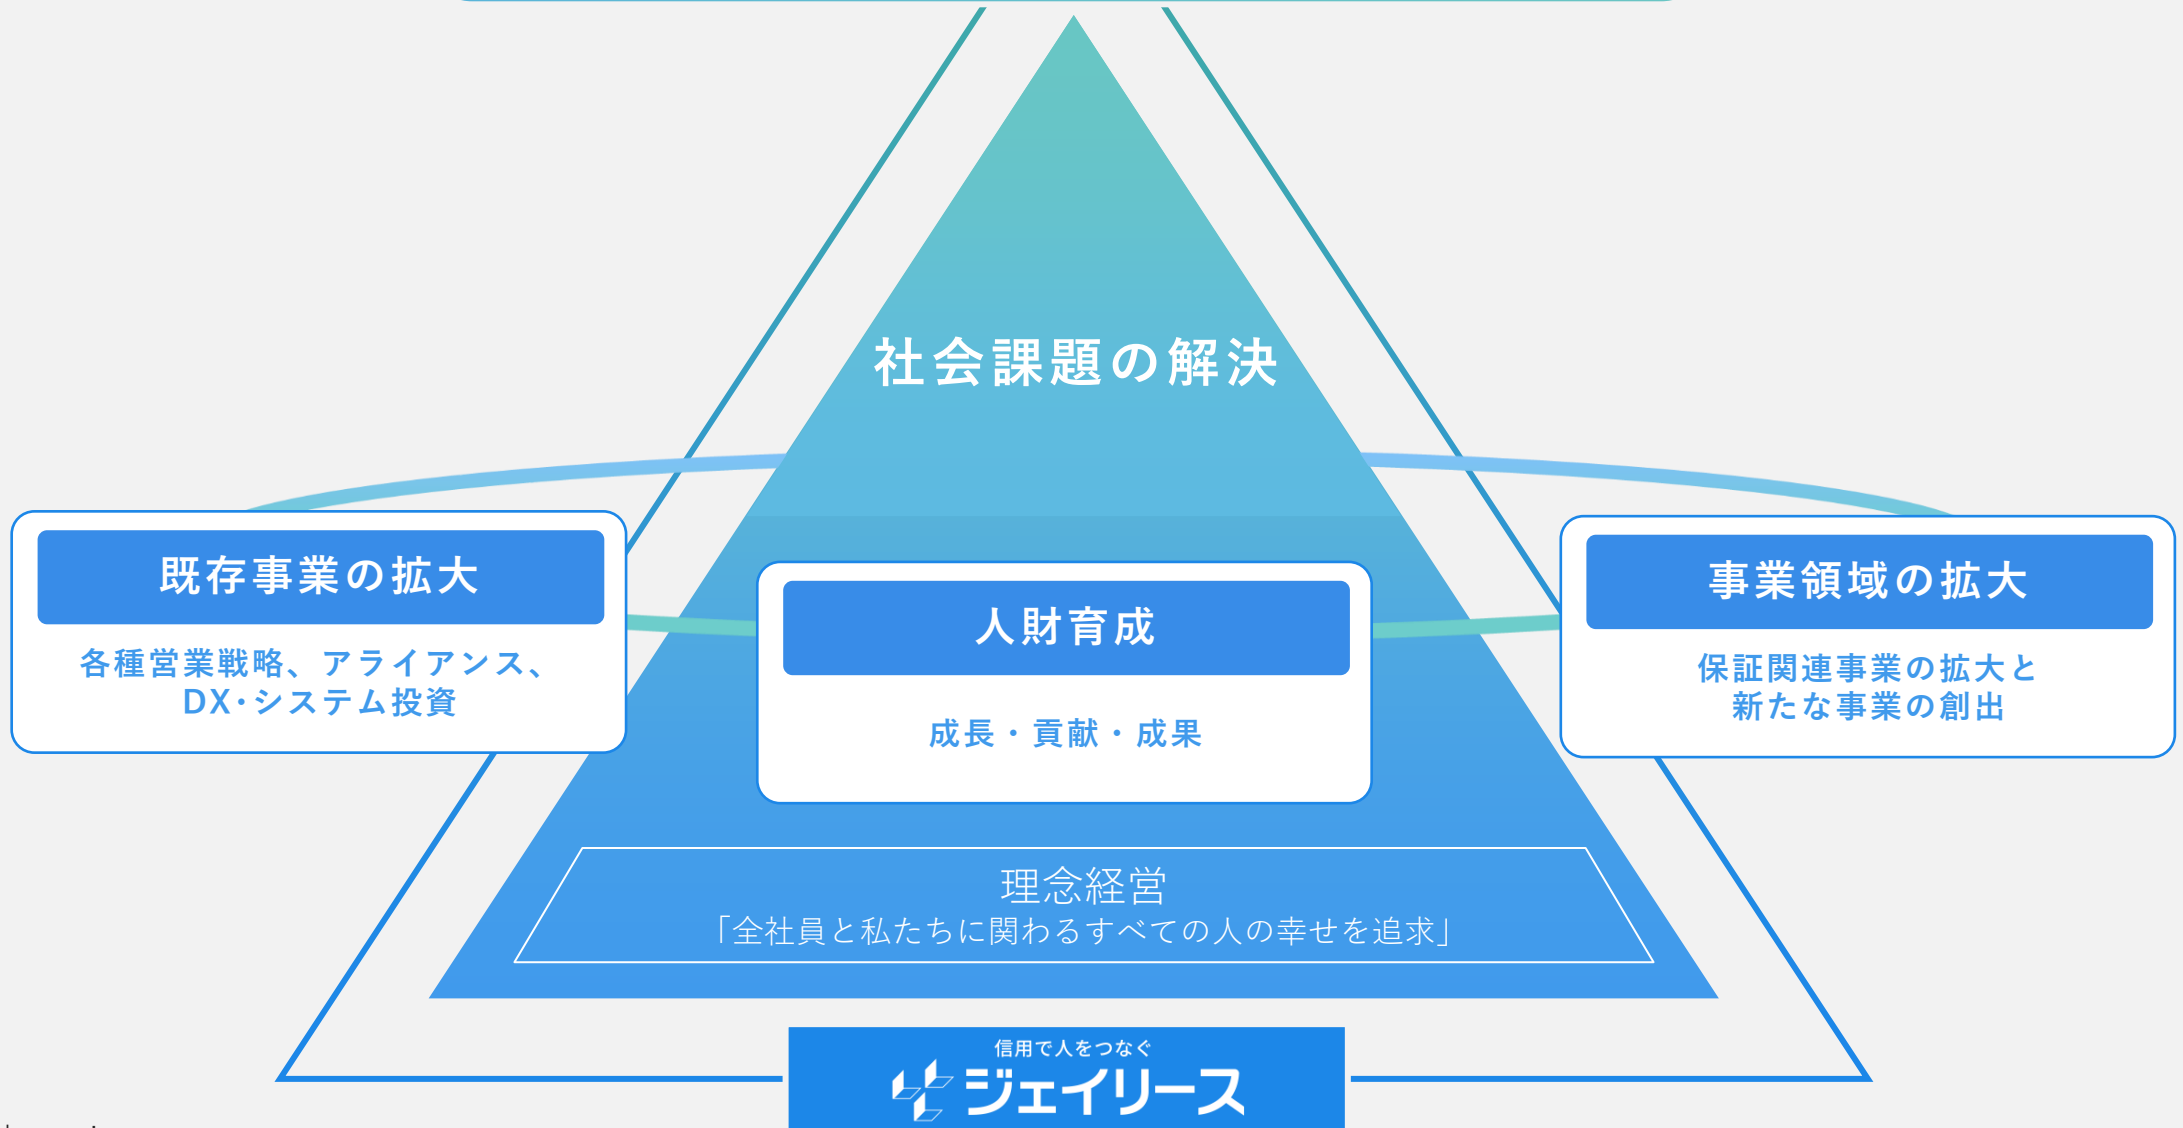 社会課題の解決
既存事業の拡大
各種営業戦略、アライアンス、
DX･システム投資
人財育成
成長・貢献・成果
事業領域の拡大
保証関連事業の拡大と
新たな事業の創出
理念経営
「全社員と私たちに関わるすべての人の幸せを追求」
信用で人をつなぐ
ジェイリース